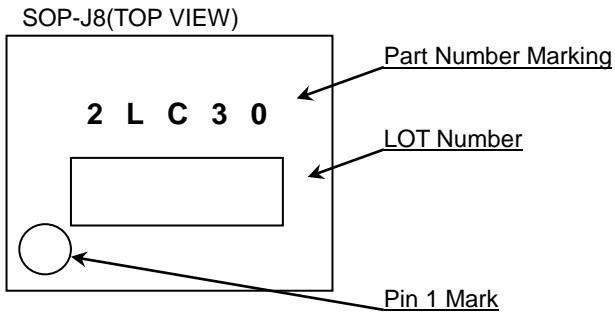 SOP-J8(TOP VIEW)
Part Number Marking
2 L C 3 0
LOT Number
Pin 1 Mark